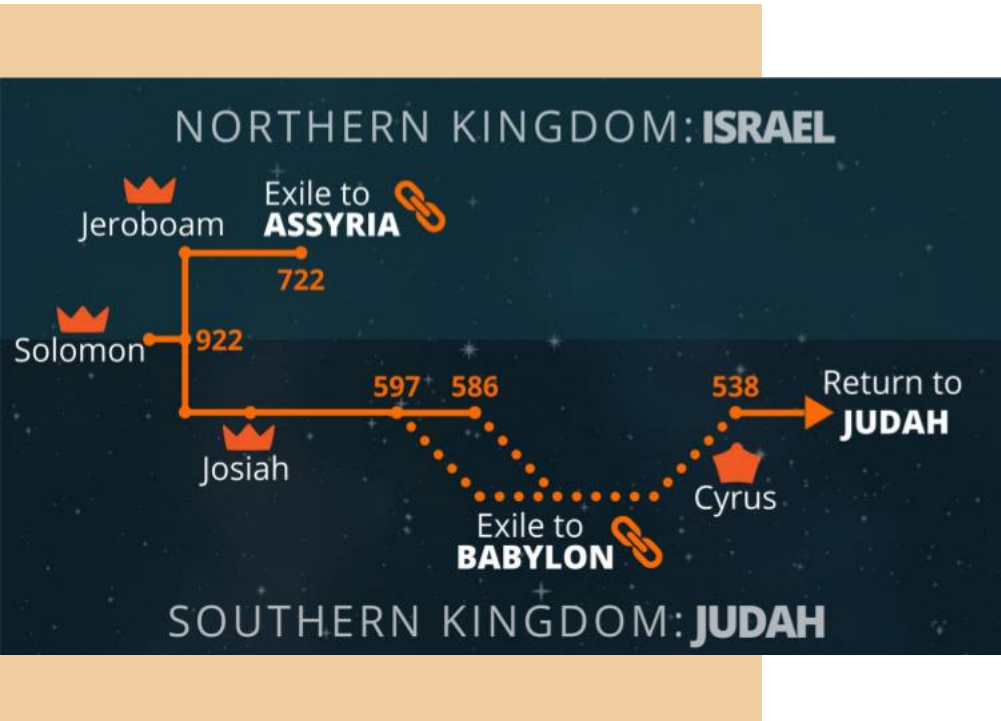 NORTHERN KINGDOM: ISRAEL
Jeroboam
Exile to
ASSYRIA
722
Solomon
922
597
586
538
Return to
JUDAH
Josiah
Cyrus
Exile to
BABYLON
SOUTHERN KINGDOM: JUDAH